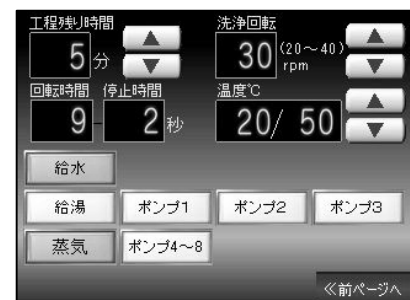 工程残り時間 洗浄回転
5分 30 (20～40) rpm
回転時間 停止時間 温度℃
9－2秒 20/ 50
給水
給湯 ポンプ1 ポンプ2 ポンプ3
蒸気 ポンプ4～8
≪前ページへ